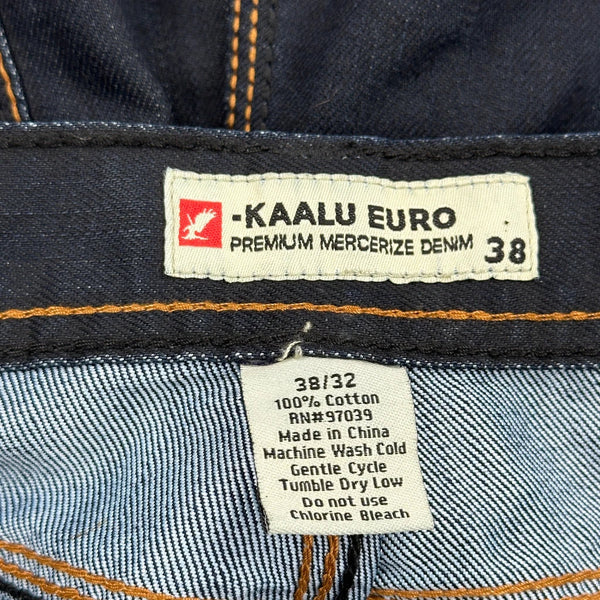 -KAALU EURO
PREMIUM MERCERIZE DENIM 38
38/32
100% Cotton
RN#97039
Made in China
Machine Wash Cold
Gentle Cycle
Tumble Dry Low
Do not use
Chlorine Bleach